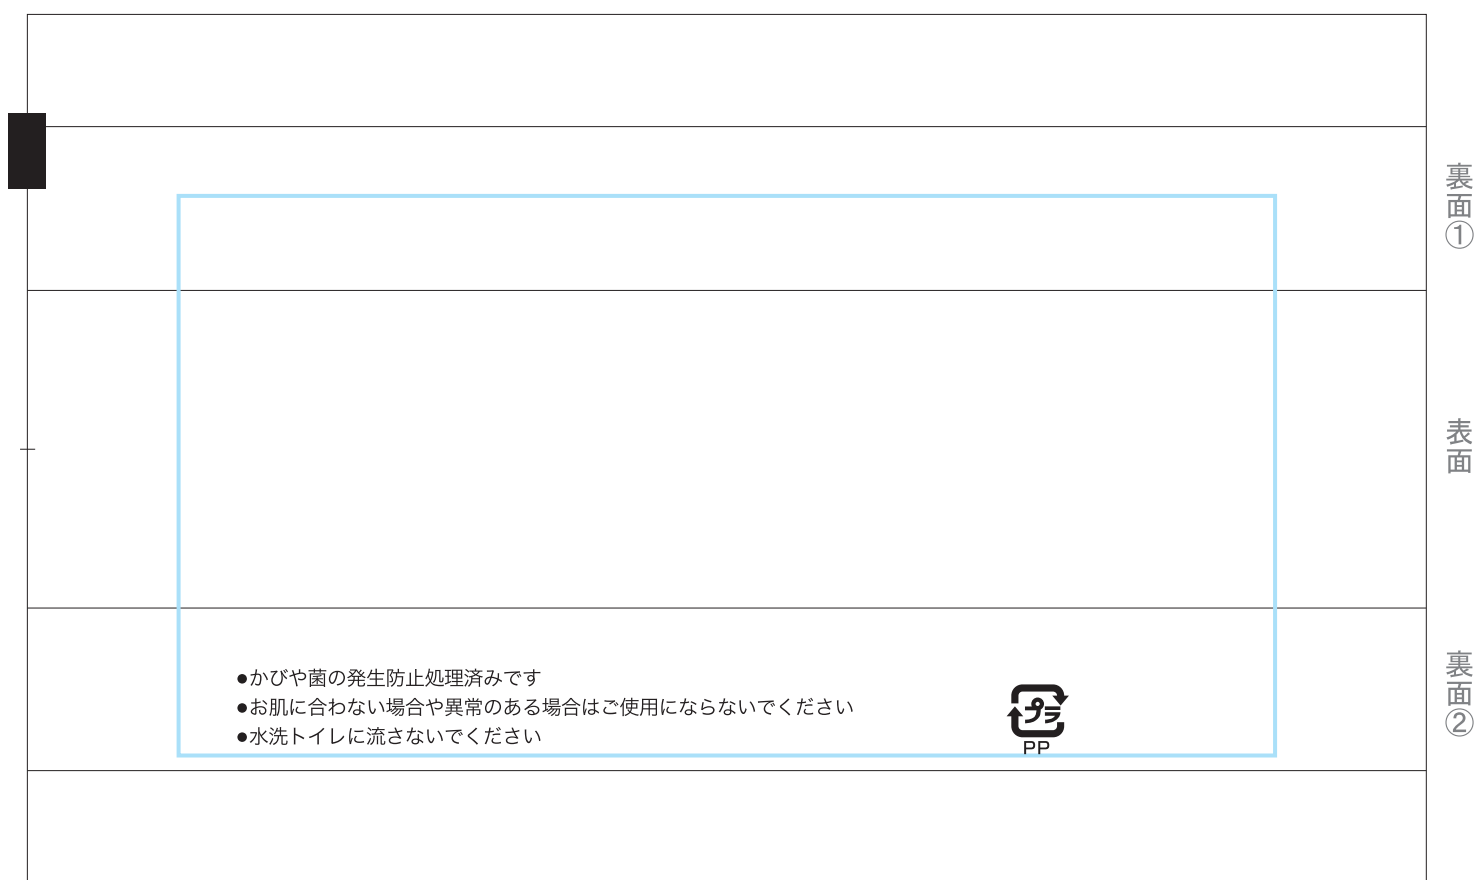 裏面①
表面
●かびや菌の発生防止処理済みです
●お肌に合わない場合や異常のある場合はご使用にならないでください
●水洗トイレに流さないでください
プラ
PP
裏面②